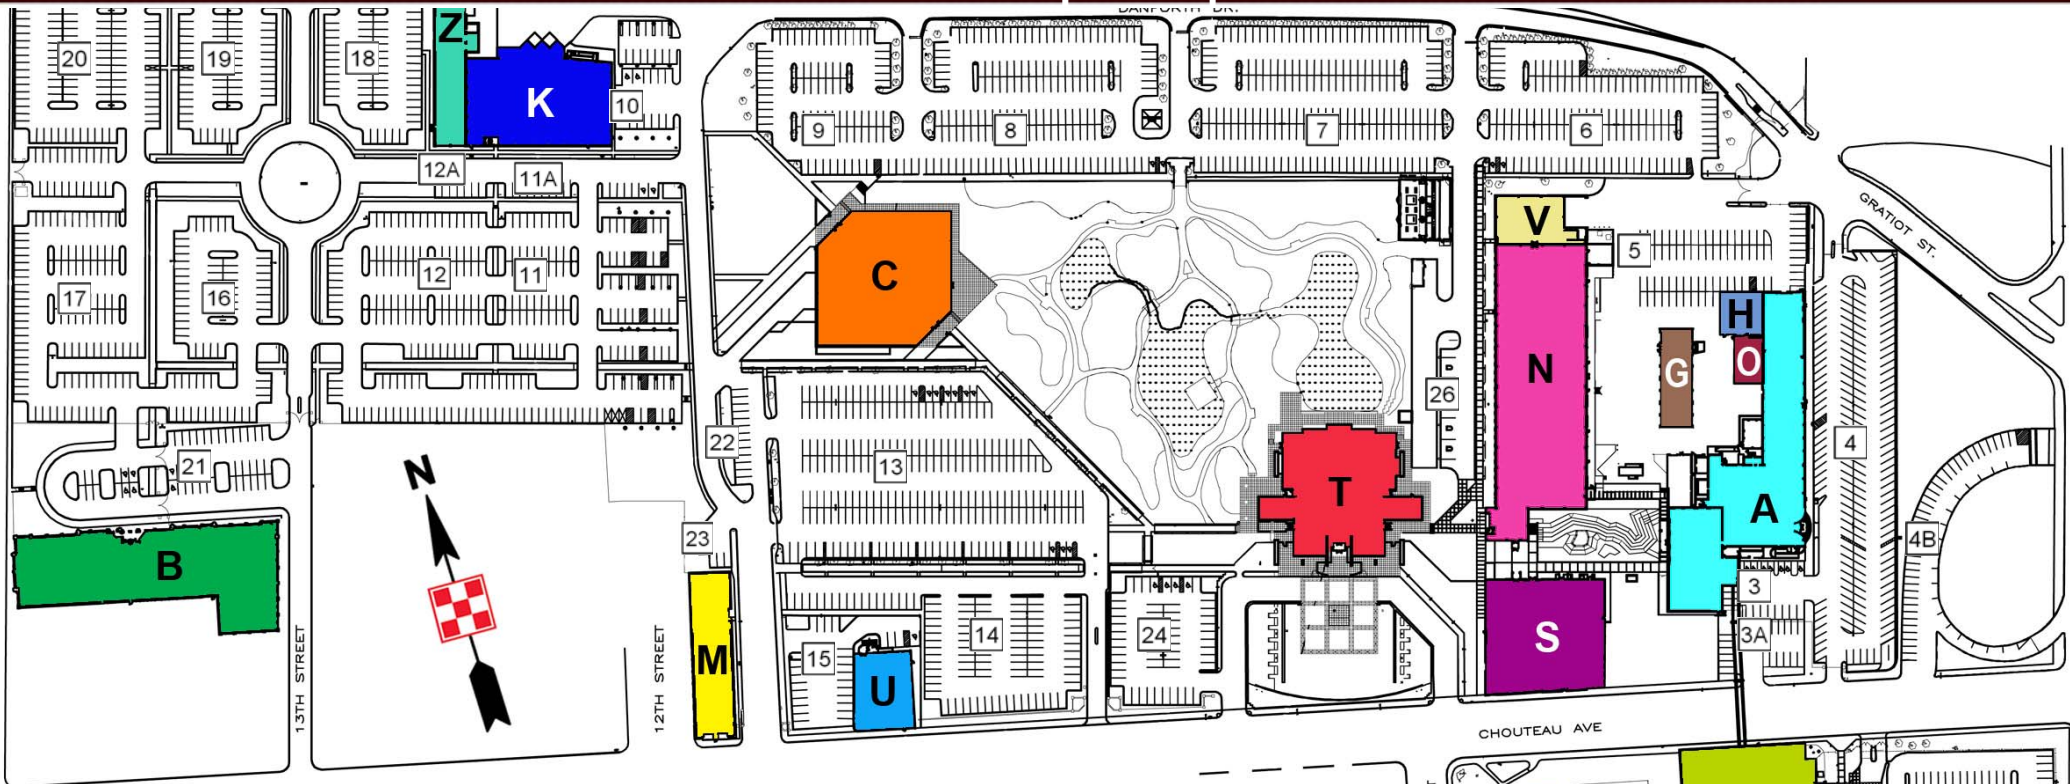 DANFORTH DR.
Z
20
19
18
K
10
9
8
7
6
12A
11A
GRATIOT ST.
V
5
C
12
11
17
16
H
O
G
N
26
22
4
13
21
N
T
A
23
4B
B
3
M
15
U
14
24
S
3A
13TH STREET
12TH STREET
CHOUTEAU AVE